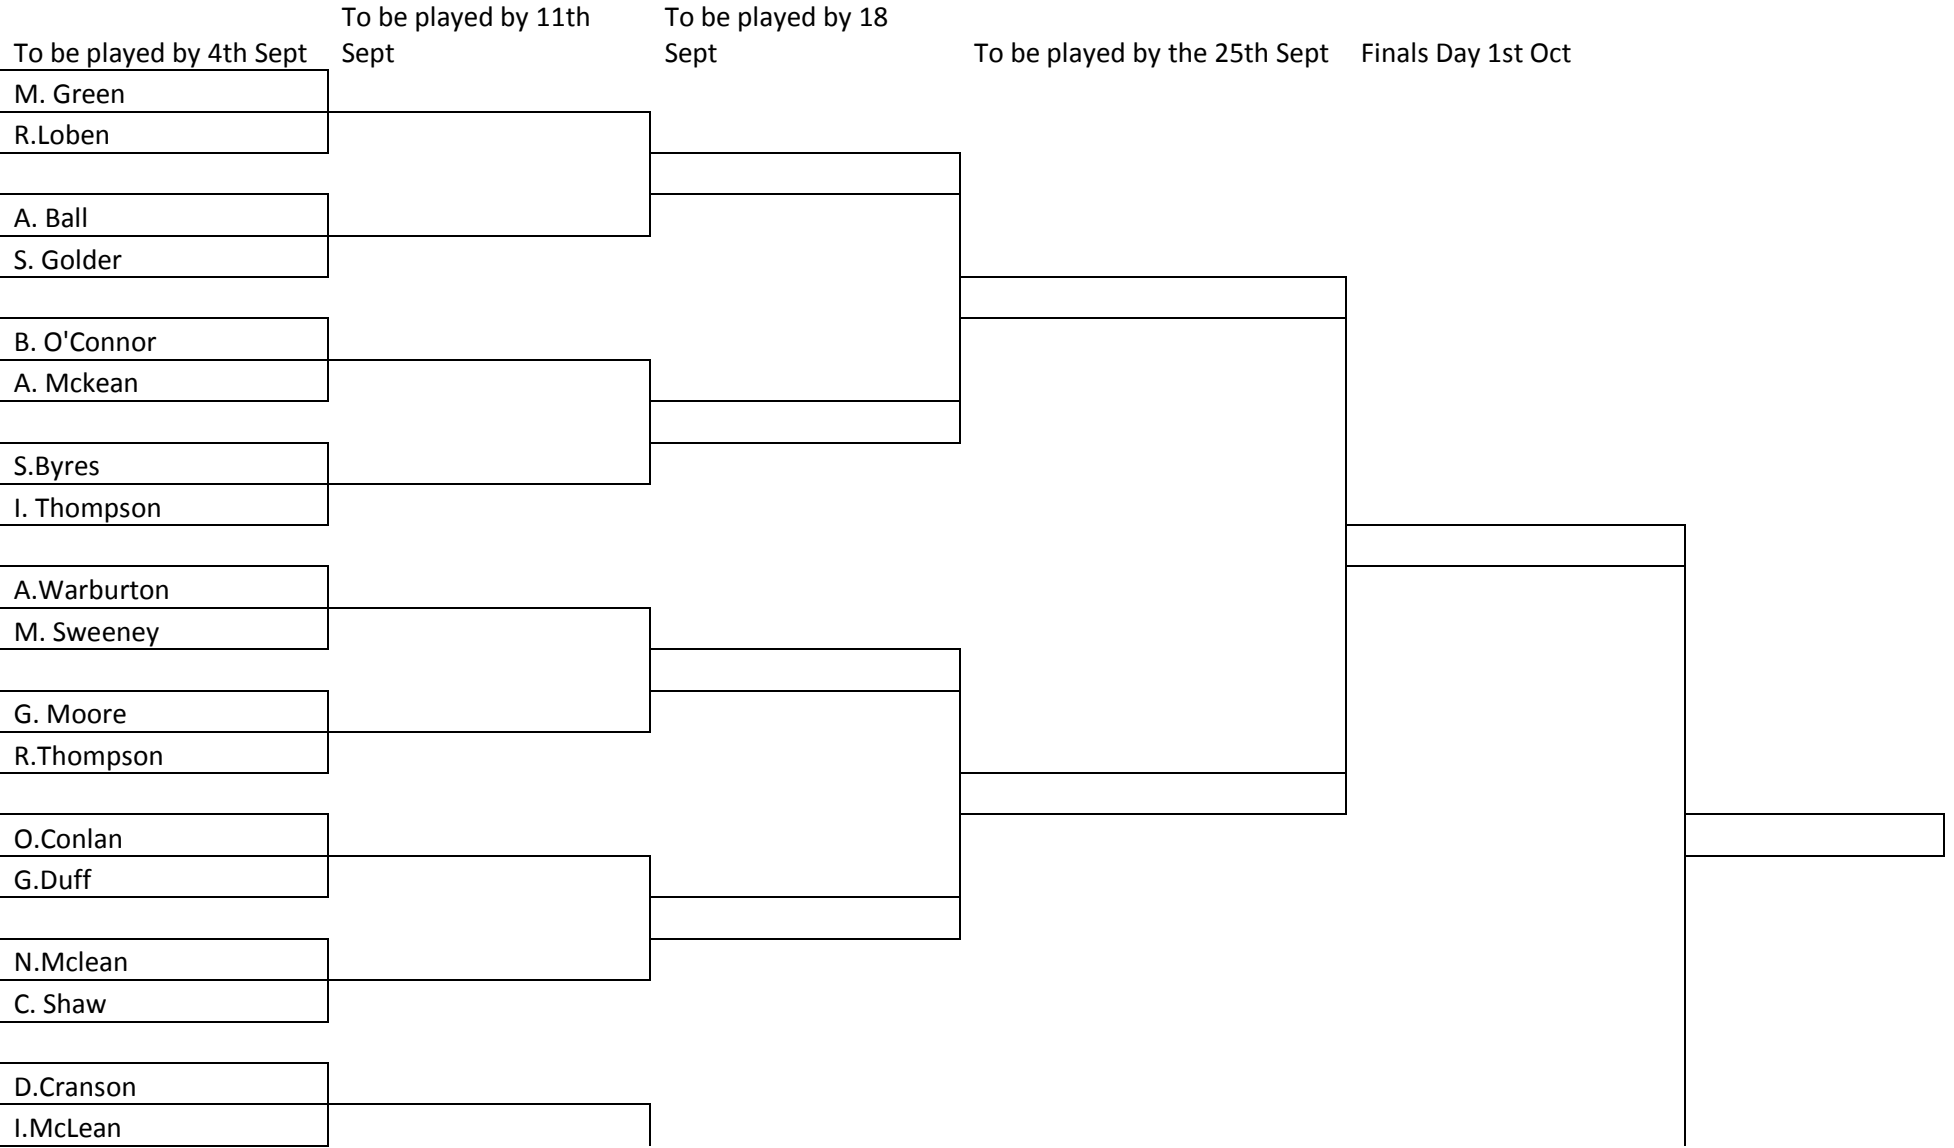 To be played by 4th Sept
To be played by 11th
Sept
To be played by 18
Sept
To be played by the 25th Sept
Finals Day 1st Oct
M. Green
R.Loben
A. Ball
S. Golder
B. O'Connor
A. Mckean
S.Byres
I. Thompson
A.Warburton
M. Sweeney
G. Moore
R.Thompson
O.Conlan
G.Duff
N.Mclean
C. Shaw
D.Cranson
I.McLean